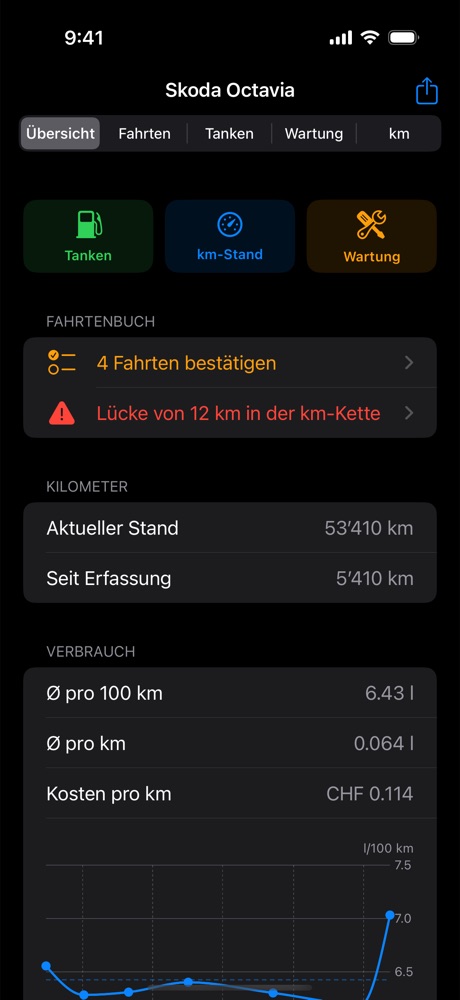 9:41
Skoda Octavia
Übersicht Fahrten Tanken Wartung km
Tanken km-Stand Wartung
FAHRTENBUCH
4 Fahrten bestätigen
Lücke von 12 km in der km-Kette
KILOMETER
Aktueller Stand 53’410 km
Seit Erfassung 5’410 km
VERBRAUCH
Ø pro 100 km 6.43 l
Ø pro km 0.064 l
Kosten pro km CHF 0.114
l/100 km
7.5
7.0
6.5